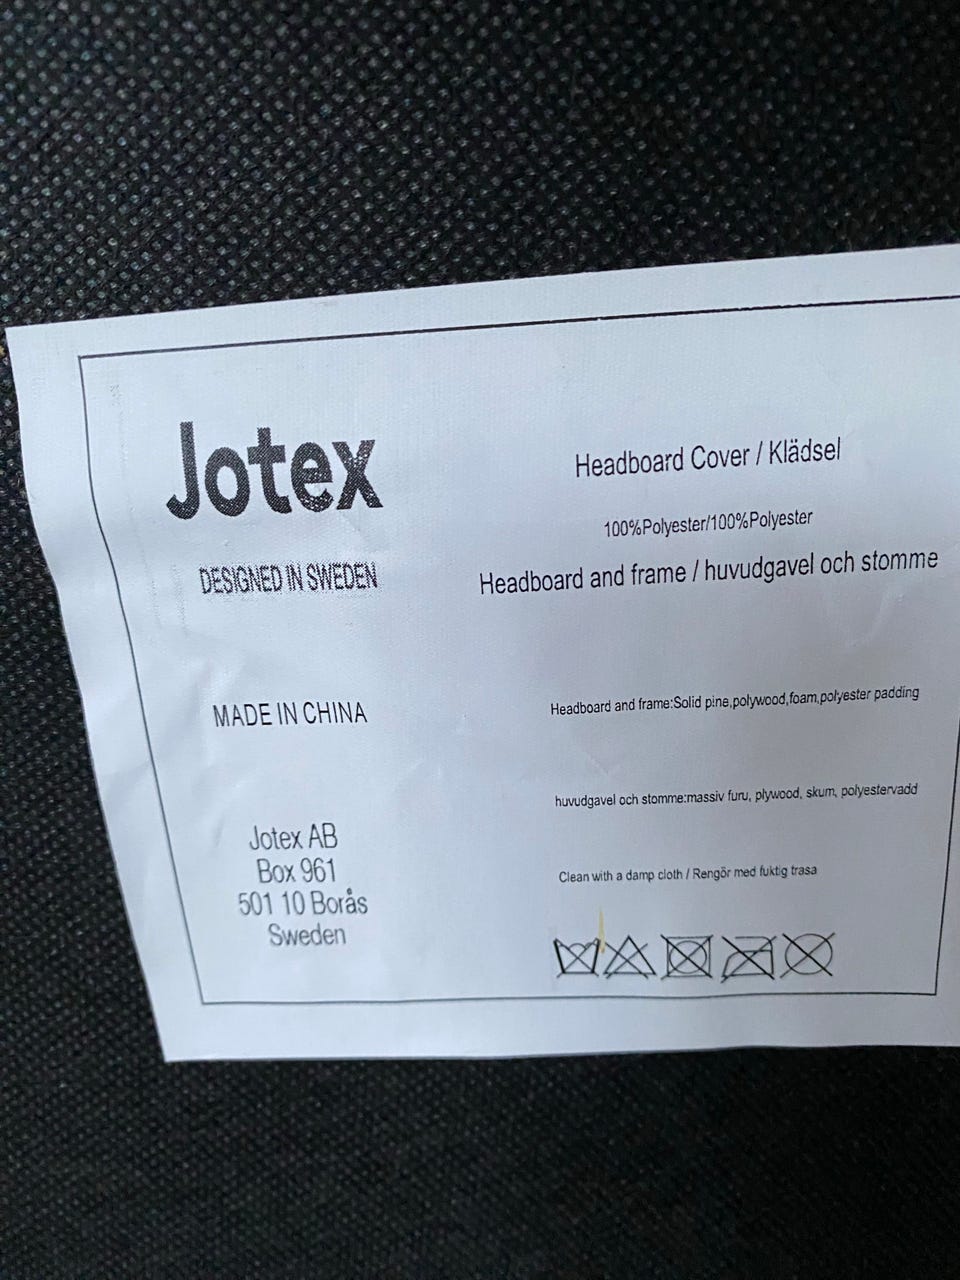 Jotex
DESIGNED IN SWEDEN
MADE IN CHINA
Jotex AB
Box 961
501 10 Borås
Sweden
Headboard Cover / Klädsel
100%Polyester/100%Polyester
Headboard and frame / huvudgavel och stomme
Headboard and frame:Solid pine,polywood,foam,polyester padding
huvudgavel och stomme:massiv furu, plywood, skum, polyestervadd
Clean with a damp cloth / Rengör med fuktig trasa